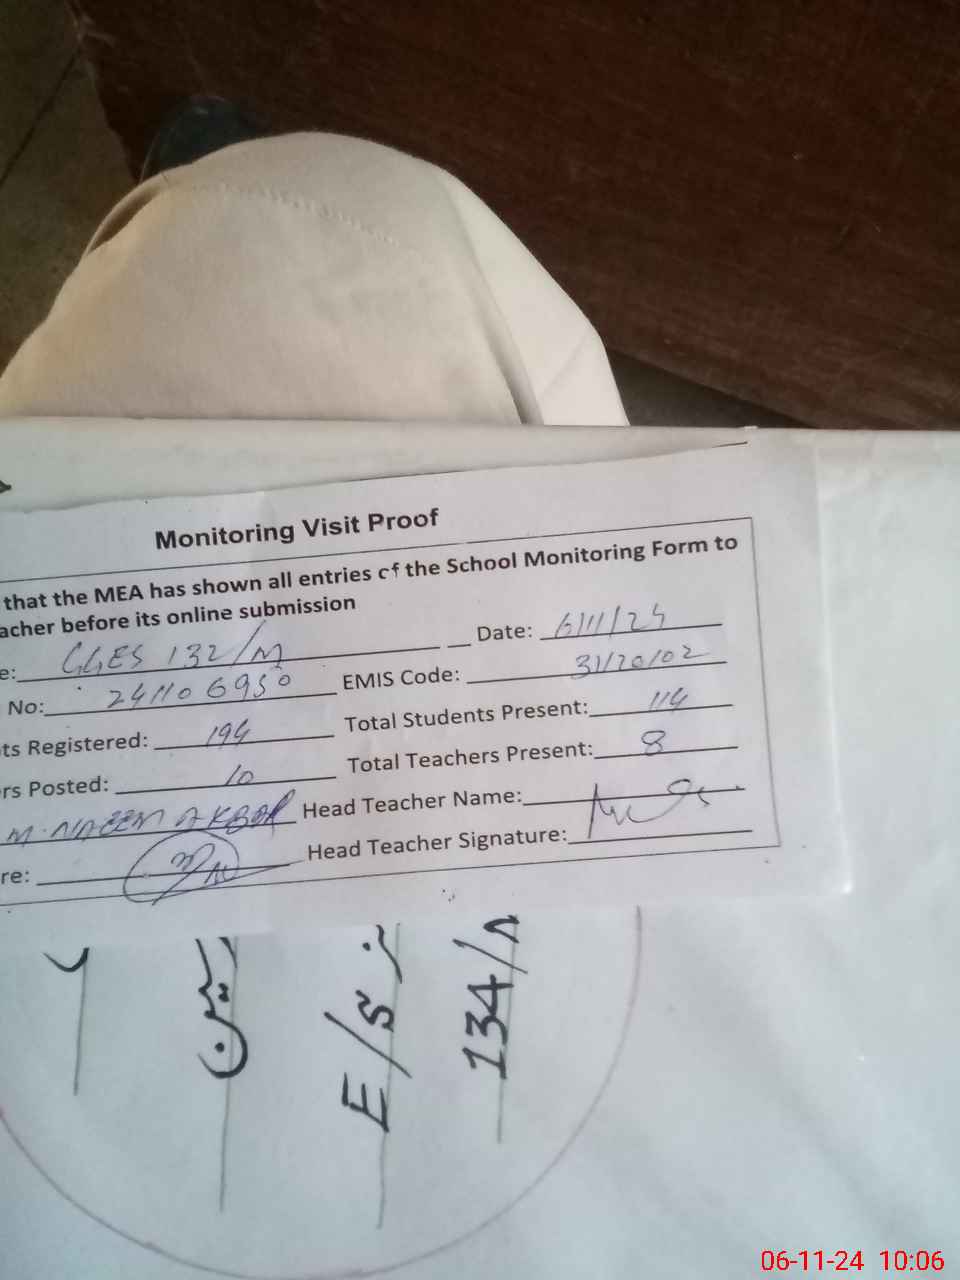 Monitoring Visit Proof
that the MEA has shown all entries of the School Monitoring Form to
acher before its online submission
e: GGES 132/M Date: 6/11/24
No: 241106950 EMIS Code: 31120102
ts Registered: 194 Total Students Present: 114
rs Posted: 10 Total Teachers Present: 8
M. NAEEM AKBAR Head Teacher Name:
re: Head Teacher Signature:
134/
E/S
06-11-24 10:06